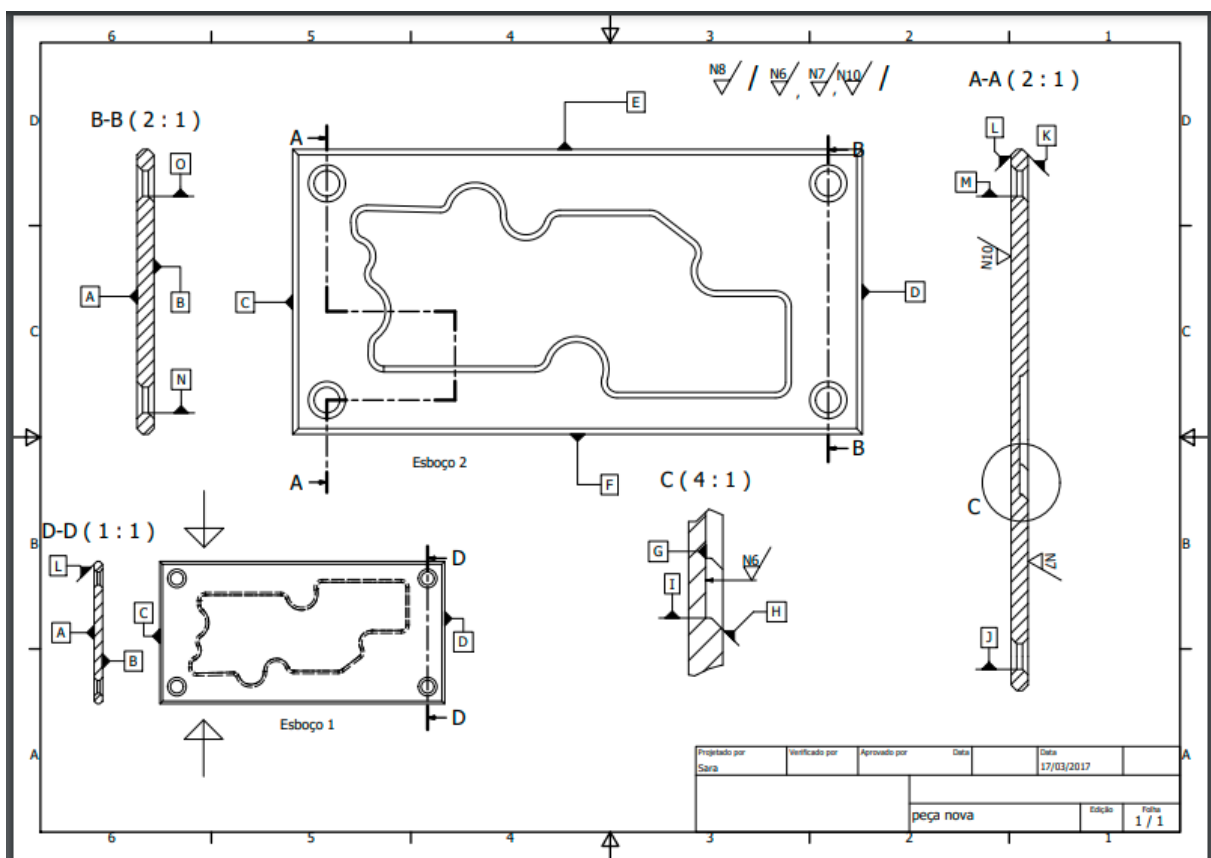 6 5 4 3 2 1
N8 / N6, N7, N10 /
A-A ( 2 : 1 )
B-B ( 2 : 1 )
D
D
E
L
K
A
B
O
M
N10
A
B
C
D
C
C
N
A
B
Esboço 2
F
C ( 4 : 1 )
C
D-D ( 1 : 1 )
B
B
L
D
G
N6
N7
I
C
H
A
D
B
J
D
Esboço 1
A
A
Projetado por
Verificado por
Aprovado por
Data
Data
Sara
17/03/2017
peça nova
Edição
Folha
1 / 1
6 5 4 3 2 1